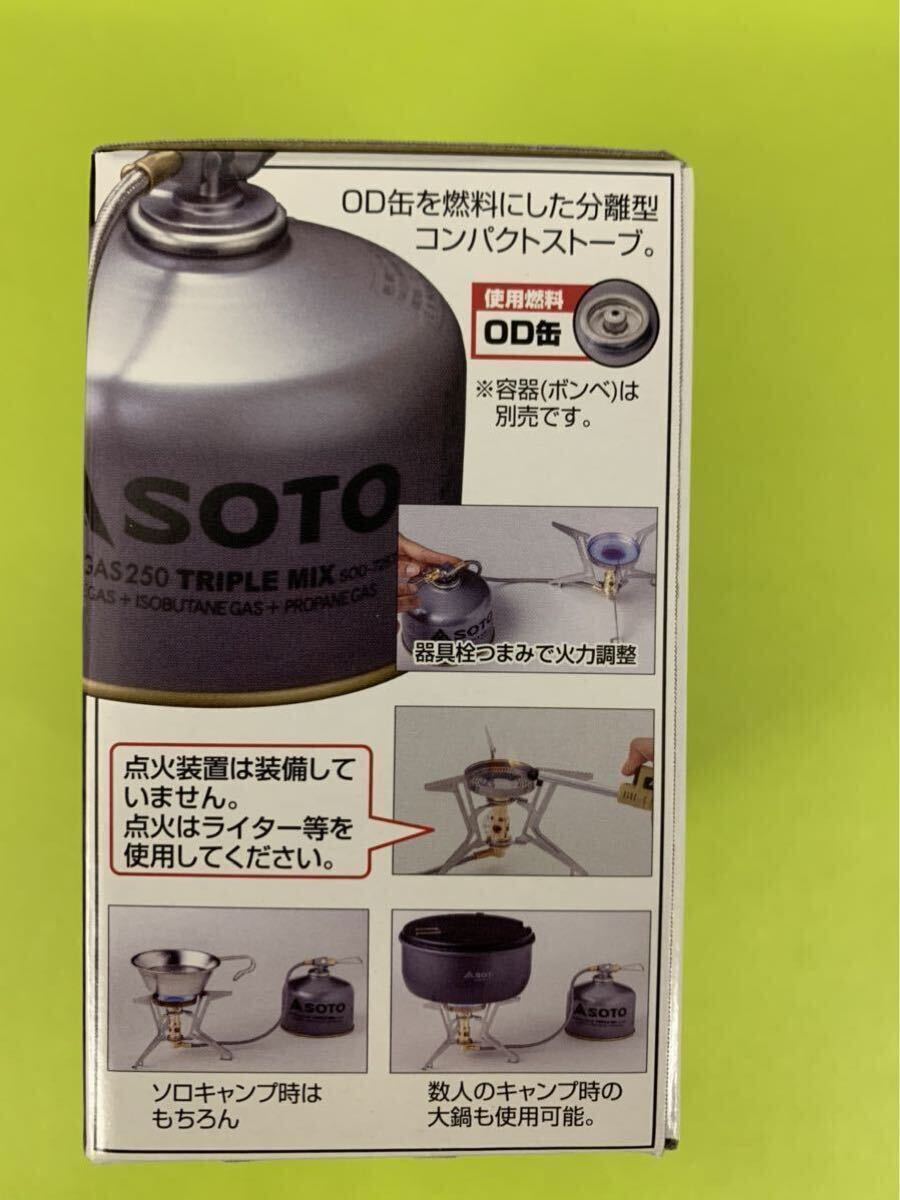 OD缶を燃料にした分離型
コンパクトストーブ。
使用燃料
OD缶
※容器(ボンベ)は
別売です。
SOTO
GAS250 TRIPLE MIX
GAS + ISOBUTANE GAS + PROPANE GAS
SOTO
器具栓つまみで火力調整
点火装置は装備して
いません。
点火はライター等を
使用してください。
SOTO
SOTO
SOTO
ソロキャンプ時は
もちろん
数人のキャンプ時の
大鍋も使用可能。